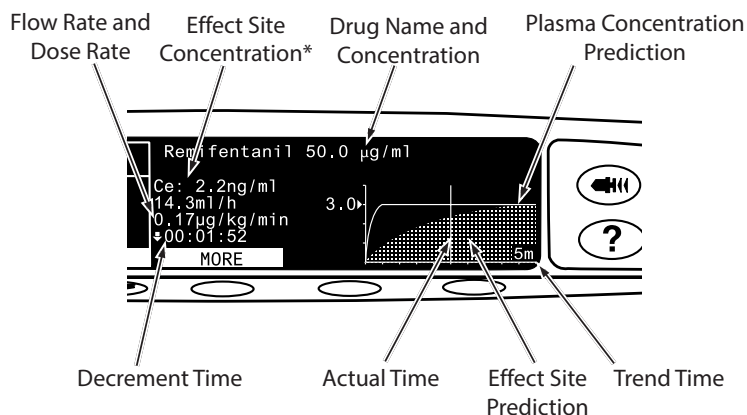 Flow Rate and
Dose Rate
Effect Site
Concentration*
Drug Name and
Concentration
Plasma Concentration
Prediction
Remifentanil 50.0 µg/ml
Ce: 2.2ng/ml
14.3ml/h
0.17µg/kg/min
00:01:52
MORE
3.0
5m
?
Decrement Time
Actual Time
Effect Site
Prediction
Trend Time